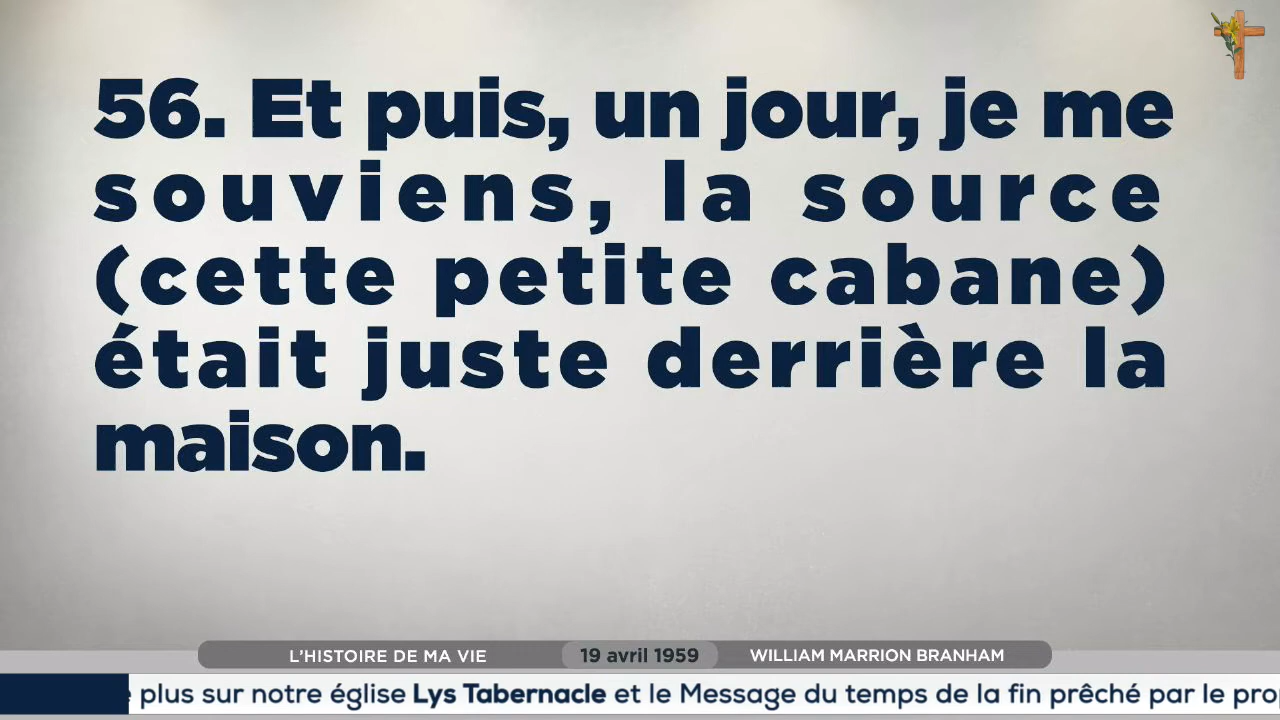 56. Et puis, un jour, je me
souviens, la source
(cette petite cabane)
était juste derrière la
maison.
L'HISTOIRE DE MA VIE 19 avril 1959 WILLIAM MARRION BRANHAM
plus sur notre église Lys Tabernacle et le Message du temps de la fin prêché par le